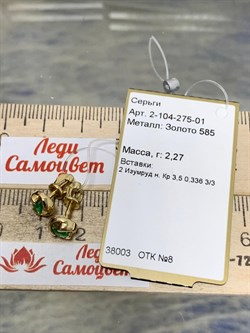 Серьги
Арт. 2-104-275-01
Металл: Золото 585
Масса, г: 2,27
Вставки:
2 Изумруд н. Кр 3,5 0.336 3/3
38003 ОТК №8
Леди
Самоцвет
Леди
Самоцвет